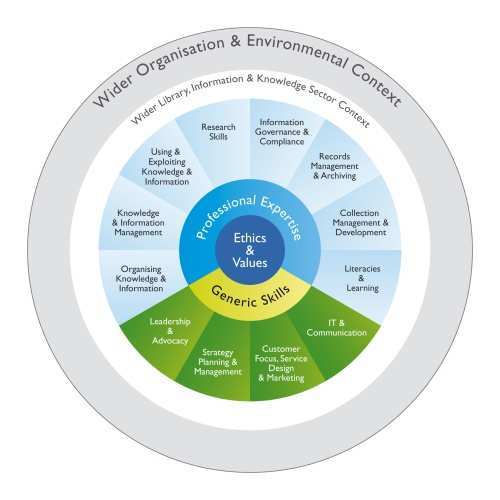 Wider Organisation & Environmental Context
Wider Library, Information & Knowledge Sector Context
Research
Skills
Information
Governance &
Compliance
Using &
Exploiting
Knowledge &
Information
Records
Management
& Archiving
Knowledge
& Information
Management
Collection
Management &
Development
Organising
Knowledge &
Information
Literacies
&
Learning
Professional Expertise
Ethics
&
Values
Generic Skills
Leadership
&
Advocacy
Strategy
Planning &
Management
Customer
Focus, Service
Design
& Marketing
IT &
Communication